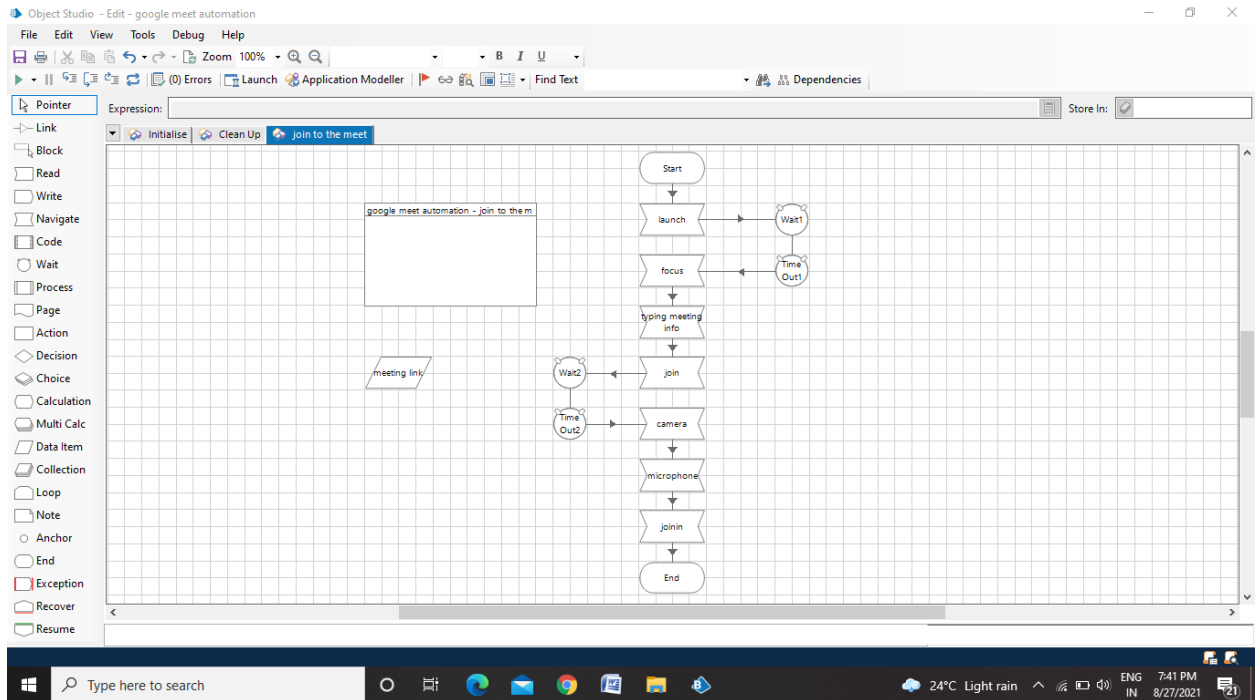 Object Studio - Edit - google meet automation
File Edit View Tools Debug Help
Zoom 100% B I U
(0) Errors Launch Application Modeller Find Text Dependencies
Pointer
Link
Block
Read
Write
Navigate
Code
Wait
Process
Page
Action
Decision
Choice
Calculation
Multi Calc
Data Item
Collection
Loop
Note
Anchor
End
Exception
Recover
Resume
Expression: Store In:
Initialise Clean Up join to the meet
Start
google meet automation - join to the m
launch
Wait1
focus
Time
Out1
typing meeting
info
meeting link
Wait2
join
Time
Out2
camera
microphone
joinin
End
Type here to search
24°C Light rain
ENG
IN
7:41 PM
8/27/2021
21